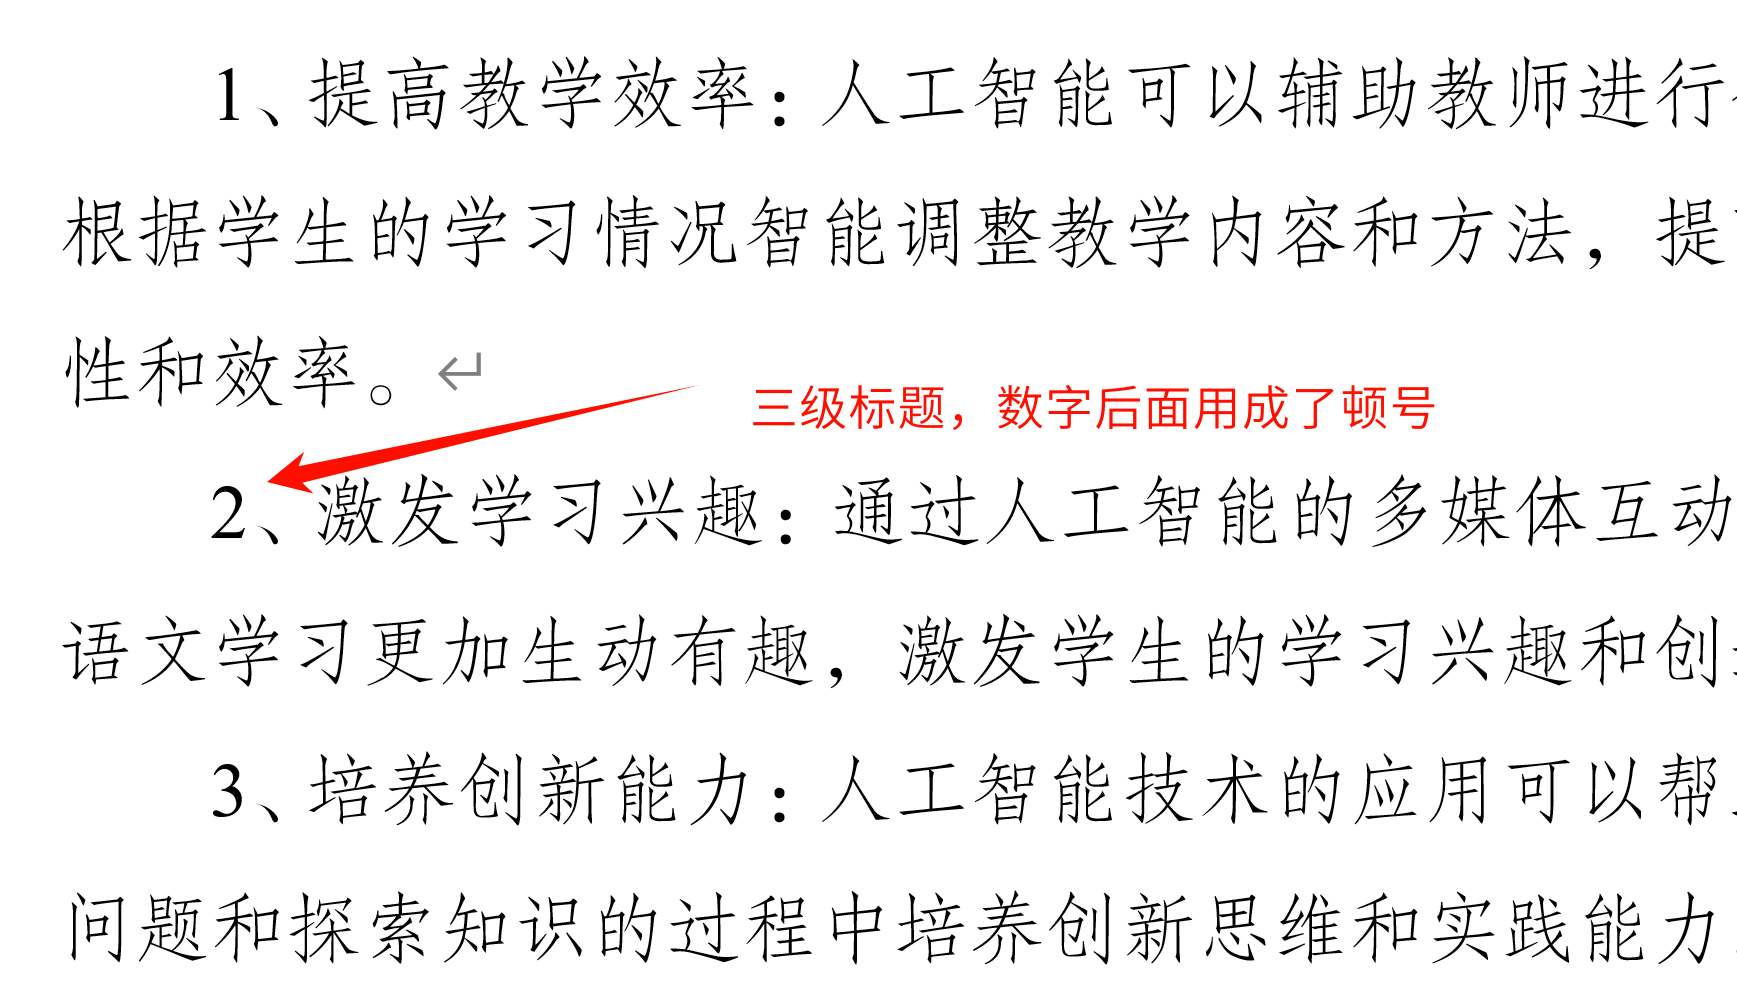 1、提高教学效率：人工智能可以辅助教师进行
根据学生的学习情况智能调整教学内容和方法，提
性和效率。
三级标题，数字后面用成了顿号
2、激发学习兴趣：通过人工智能的多媒体互动
语文学习更加生动有趣，激发学生的学习兴趣和创
3、培养创新能力：人工智能技术的应用可以帮
问题和探索知识的过程中培养创新思维和实践能力